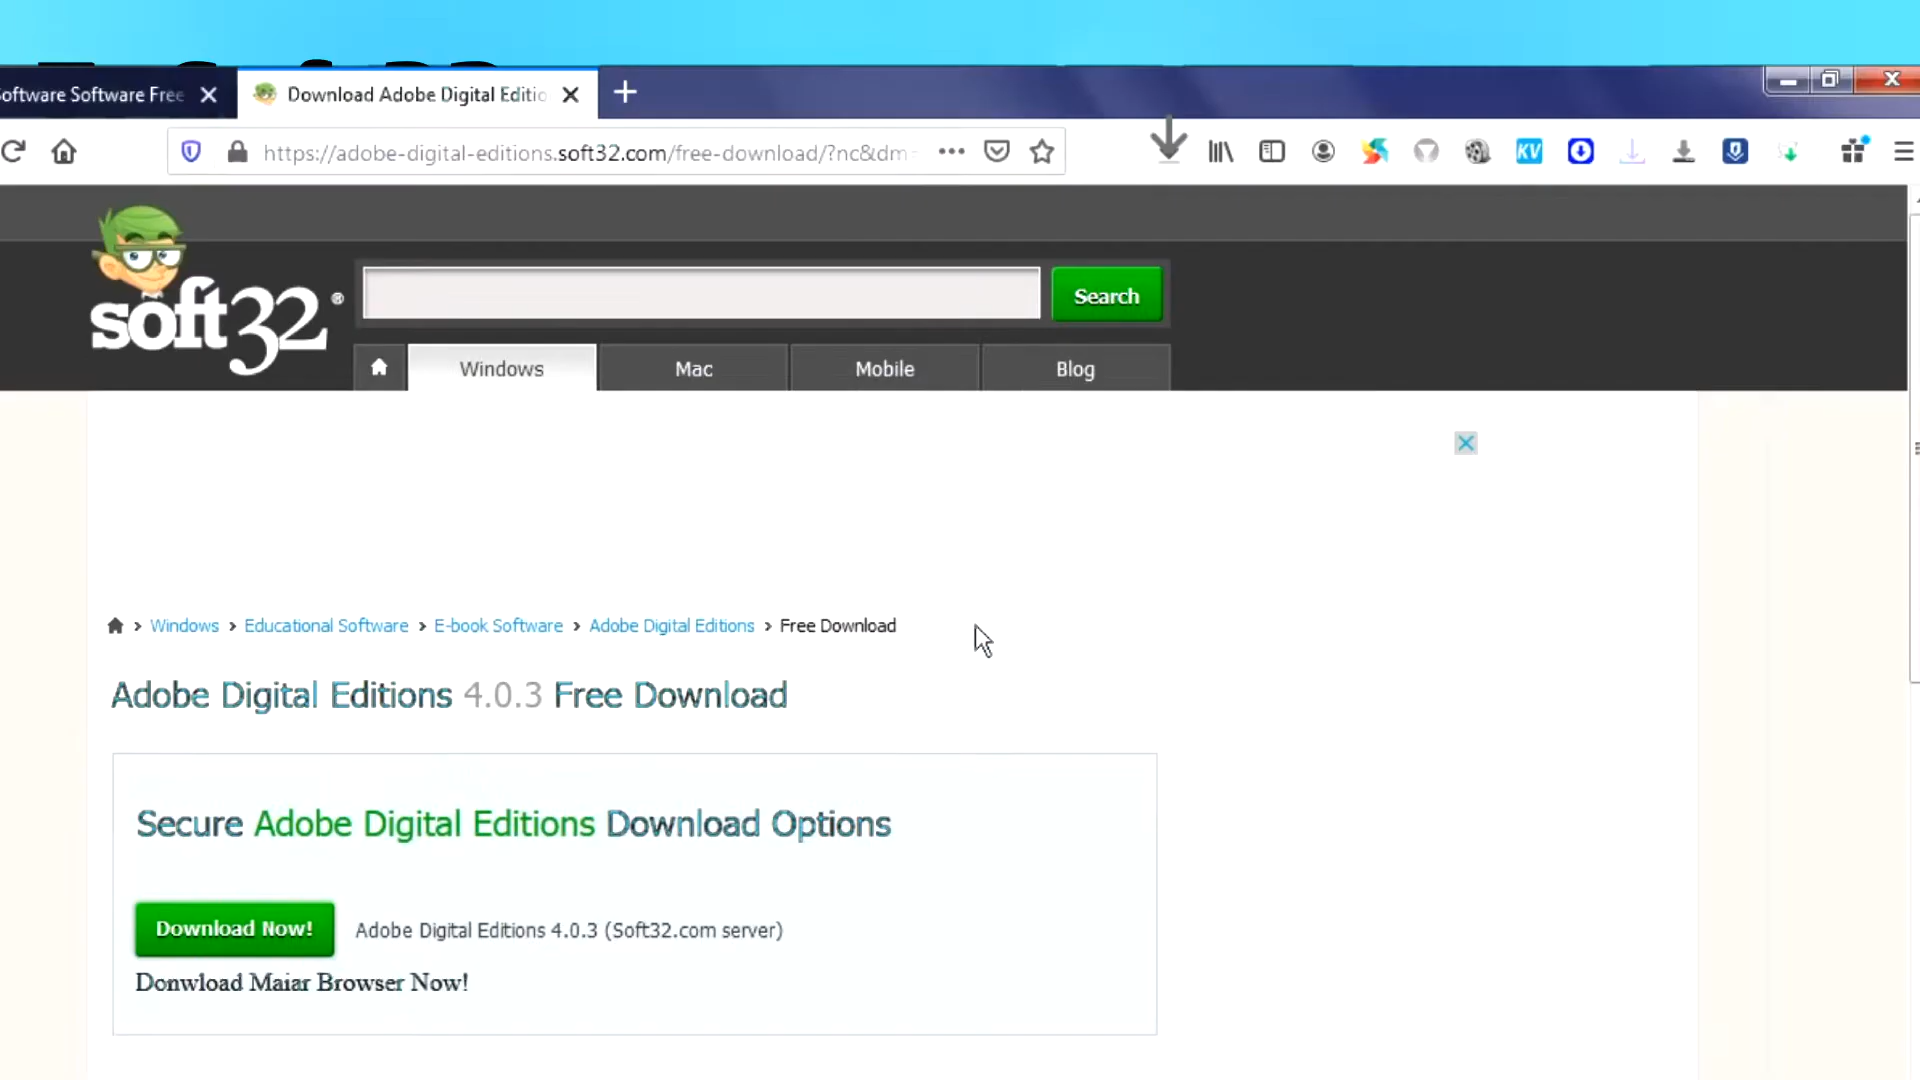 oftware Software Free
Download Adobe Digital Editio
https://adobe-digital-editions.soft32.com/free-download/?nc&dm
KV
soft32®
Search
Windows
Mac
Mobile
Blog
Windows > Educational Software > E-book Software > Adobe Digital Editions > Free Download
Adobe Digital Editions 4.0.3 Free Download
Secure Adobe Digital Editions Download Options
Download Now!
Adobe Digital Editions 4.0.3 (Soft32.com server)
Donwload Maiar Browser Now!